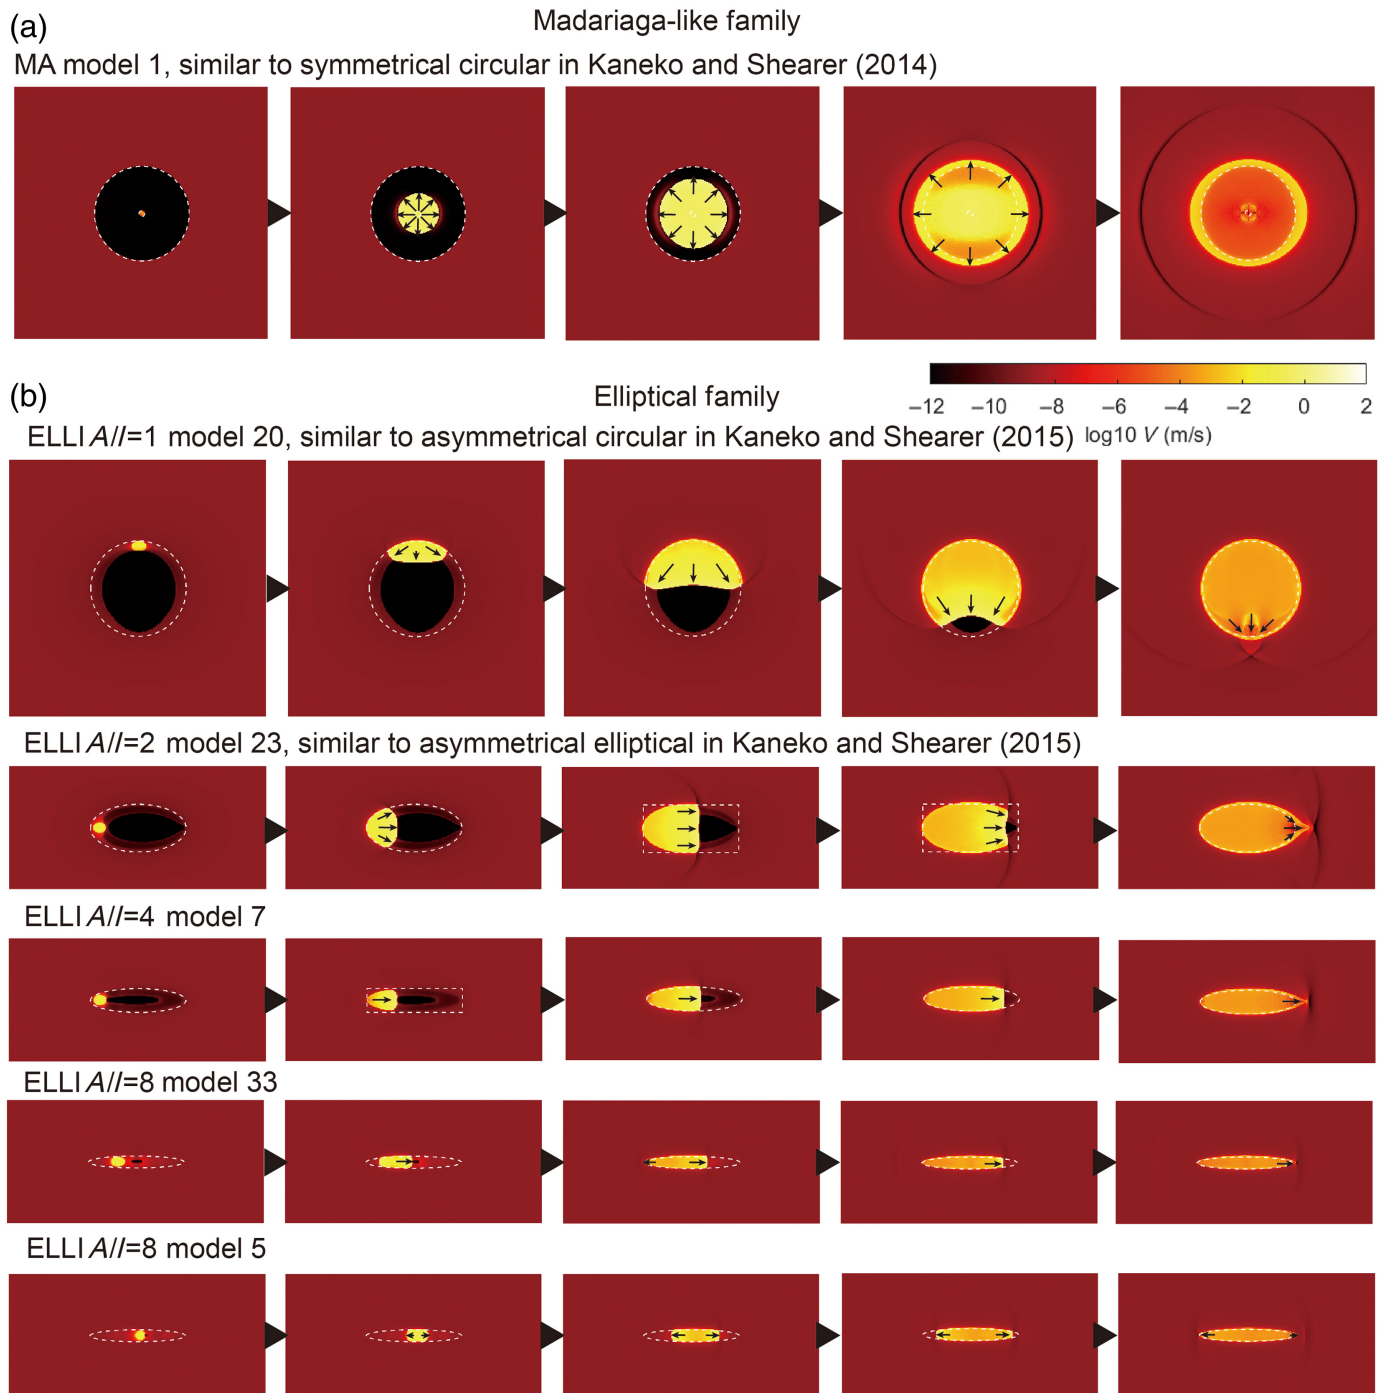 (a)
Madariaga-like family
MA model 1, similar to symmetrical circular in Kaneko and Shearer (2014)
(b)
Elliptical family
−12 −10 −8 −6 −4 −2 0 2
log10 V (m/s)
ELLI A//=1 model 20, similar to asymmetrical circular in Kaneko and Shearer (2015)
ELLI A//=2 model 23, similar to asymmetrical elliptical in Kaneko and Shearer (2015)
ELLI A//=4 model 7
ELLI A//=8 model 33
ELLI A//=8 model 5